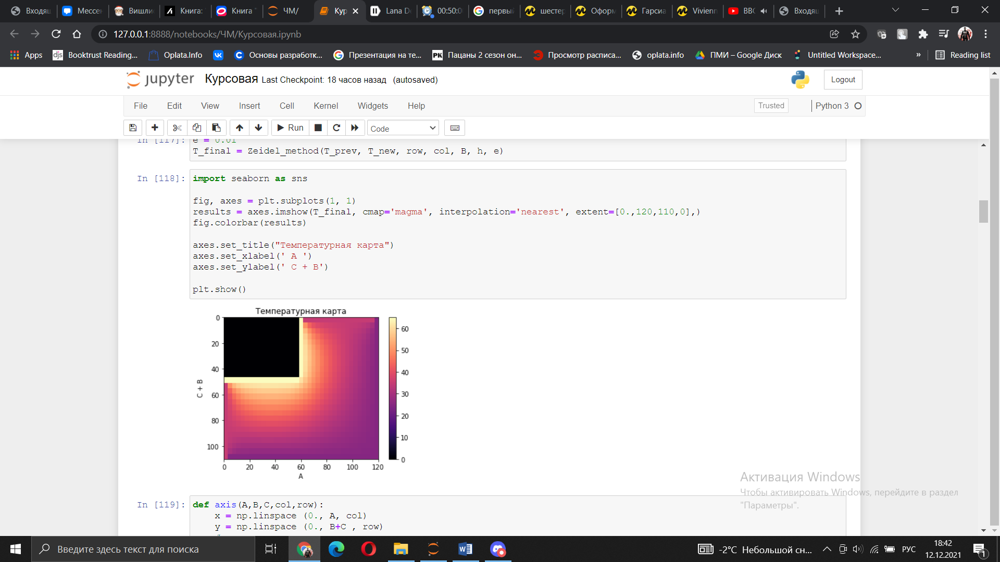 Входящ
Мессен
Вишли
Книга:
Книга "
ЧМ/
Кур
Lana D
00:50:0
первый
шестер
Оформ
Гарсиа
Vivienn
BBC
Входящ
127.0.0.1:8888/notebooks/ЧМ/Курсовая.ipynb
Apps
djs Booktrust Reading...
Oplata.Info
Основы разработк...
Презентация на те...
РК Пацаны 2 сезон он...
Просмотр расписа...
oplata.info
ПМИ – Google Диск
Untitled Workspace...
»
Reading list
jupyter Курсовая Last Checkpoint: 18 часов назад (autosaved)
Logout
File Edit View Insert Cell Kernel Widgets Help
Trusted
Python 3
Run
Code
In [117]: e = 0.01
T_final = Zeidel_method(T_prev, T_new, row, col, B, h, e)
In [118]: import seaborn as sns
fig, axes = plt.subplots(1, 1)
results = axes.imshow(T_final, cmap='magma', interpolation='nearest', extent=[0.,120,110,0],)
fig.colorbar(results)
axes.set_title("Температурная карта")
axes.set_xlabel(' A ')
axes.set_ylabel(' C + B')
plt.show()
Температурная карта
0
20
40
60
80
100
C + B
0 20 40 60 80 100 120
A
60
50
40
30
20
10
0
In [119]: def axis(A,B,C,col,row):
x = np.linspace (0., A, col)
y = np.linspace (0., B+C , row)
Активация Windows
Чтобы активировать Windows, перейдите в раздел
"Параметры".
Введите здесь текст для поиска
-2°C Небольшой сн...
РУС
18:42
12.12.2021
1